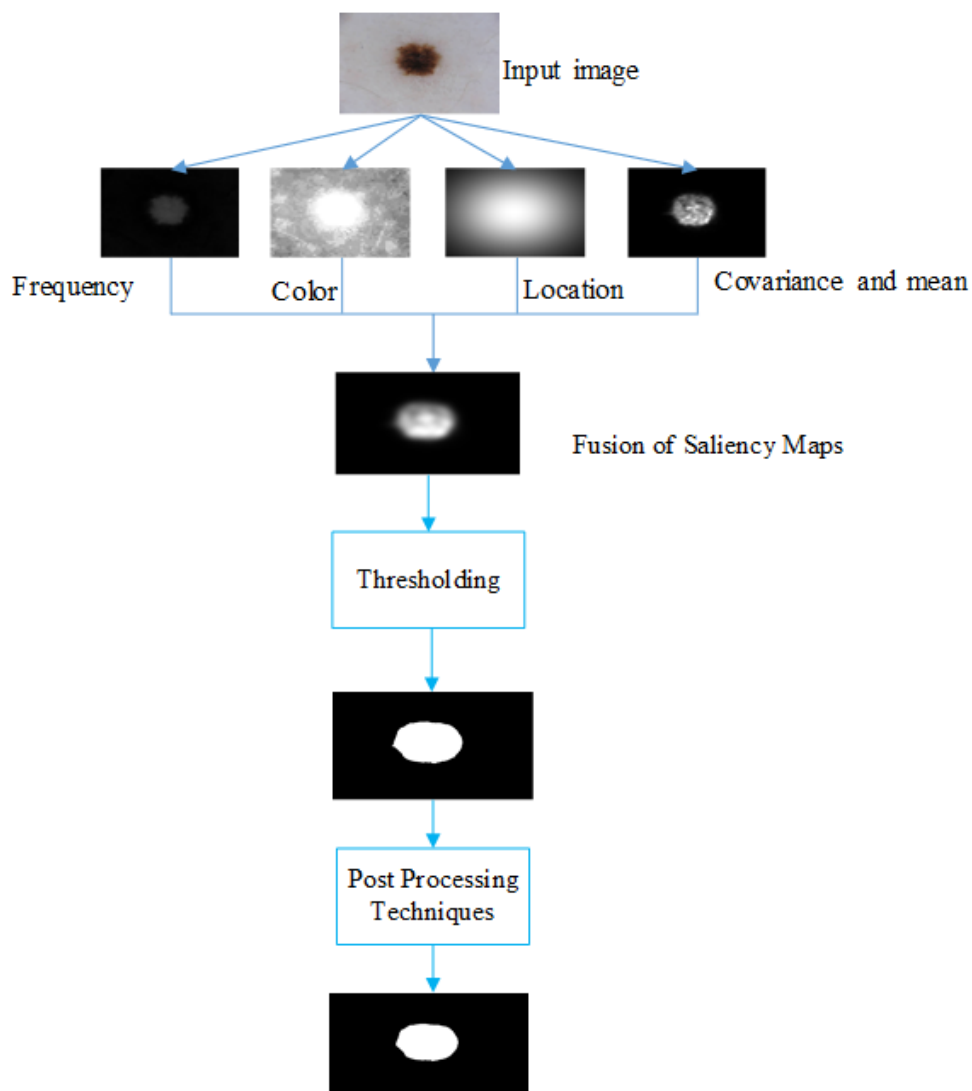 Input image
Frequency
Color
Location
Covariance and mean
Fusion of Saliency Maps
Thresholding
Post Processing
Techniques